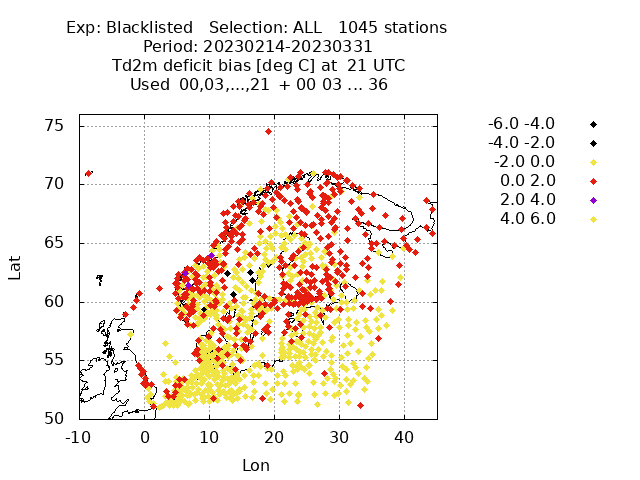 Exp: Blacklisted   Selection: ALL   1045 stations
Period: 20230214-20230331
Td2m deficit bias [deg C] at  21 UTC
Used  00,03,...,21  + 00 03 ... 36
75
70
65
60
55
50
Lat
-10 0 10 20 30 40
Lon
-6.0 -4.0
-4.0 -2.0
-2.0 0.0
0.0 2.0
2.0 4.0
4.0 6.0